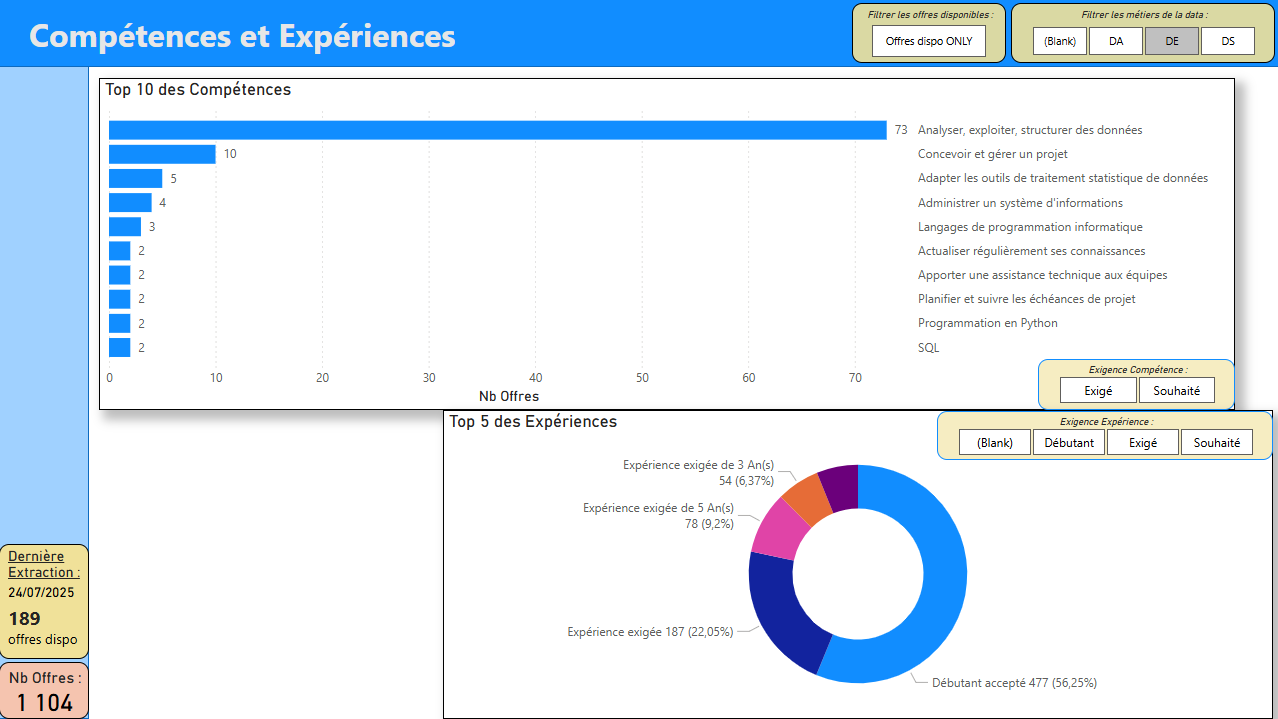 Compétences et Expériences
Filtrer les offres disponibles :
Offres dispo ONLY
Filtrer les métiers de la data :
(Blank)
DA
DE
DS
Top 10 des Compétences
73 Analyser, exploiter, structurer des données
10 Concevoir et gérer un projet
5 Adapter les outils de traitement statistique de données
4 Administrer un système d'informations
3 Langages de programmation informatique
2 Actualiser régulièrement ses connaissances
2 Apporter une assistance technique aux équipes
2 Planifier et suivre les échéances de projet
2 Programmation en Python
2 SQL
0 10 20 30 40 50 60 70
Nb Offres
Exigence Compétence :
Exigé
Souhaité
Top 5 des Expériences
Exigence Expérience :
(Blank)
Débutant
Exigé
Souhaité
Expérience exigée de 3 An(s)
54 (6,37%)
Expérience exigée de 5 An(s)
78 (9,2%)
Expérience exigée 187 (22,05%)
Débutant accepté 477 (56,25%)
Dernière
Extraction :
24/07/2025
189
offres dispo
Nb Offres :
1 104